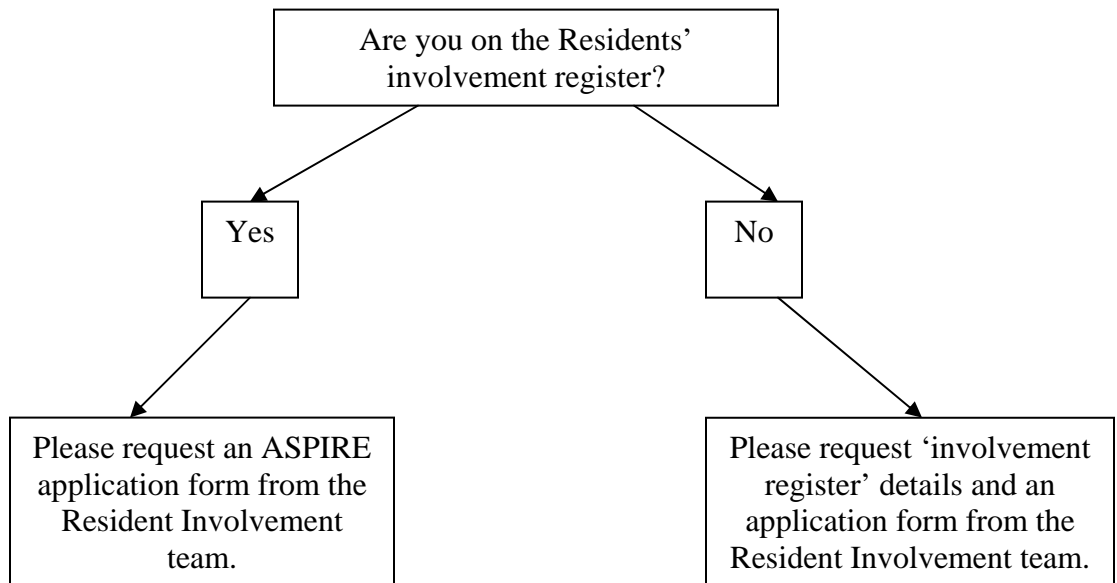 Are you on the Residents’
involvement register?
Yes
No
Please request an ASPIRE
application form from the
Resident Involvement
team.
Please request ‘involvement
register’ details and an
application form from the
Resident Involvement team.